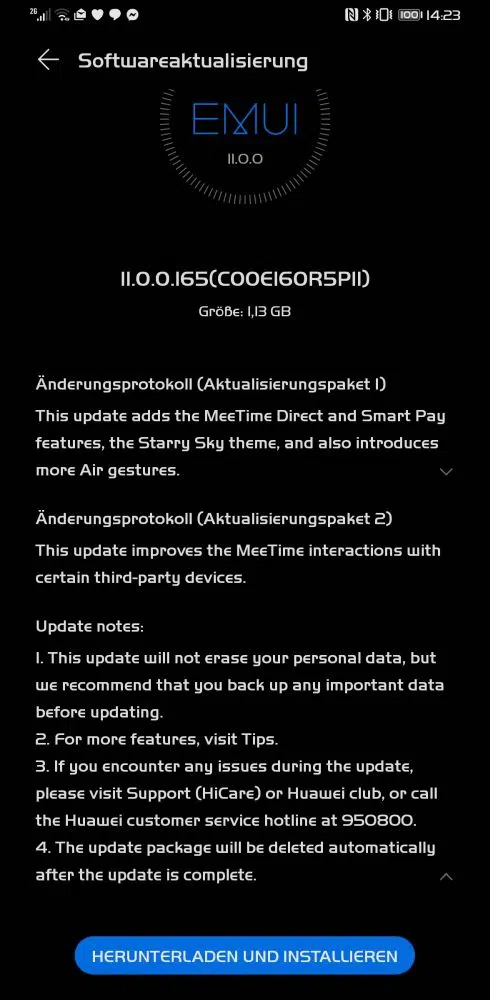 2G 100 14:23
Softwareaktualisierung
EMUI
11.0.0
11.0.0.165(C00E160R5P11)
Größe: 1,13 GB
Änderungsprotokoll (Aktualisierungspaket 1)
This update adds the MeeTime Direct and Smart Pay
features, the Starry Sky theme, and also introduces
more Air gestures.
Änderungsprotokoll (Aktualisierungspaket 2)
This update improves the MeeTime interactions with
certain third-party devices.
Update notes:
1. This update will not erase your personal data, but
we recommend that you back up any important data
before updating.
2. For more features, visit Tips.
3. If you encounter any issues during the update,
please visit Support (HiCare) or Huawei club, or call
the Huawei customer service hotline at 950800.
4. The update package will be deleted automatically
after the update is complete.
HERUNTERLADEN UND INSTALLIEREN